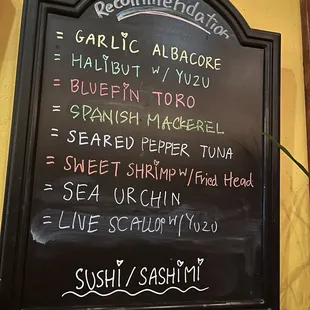 Recommendation
= GARLIC ALBACORE
= HALIBUT W/ YUZU
= BLUEFIN TORO
= SPANISH MACKEREL
= SEARED PEPPER TUNA
= SWEET SHRIMP w/ Fried Head
= SEA URCHIN
= LIVE SCALLOP W/ YUZU
SUSHI / SASHIMI